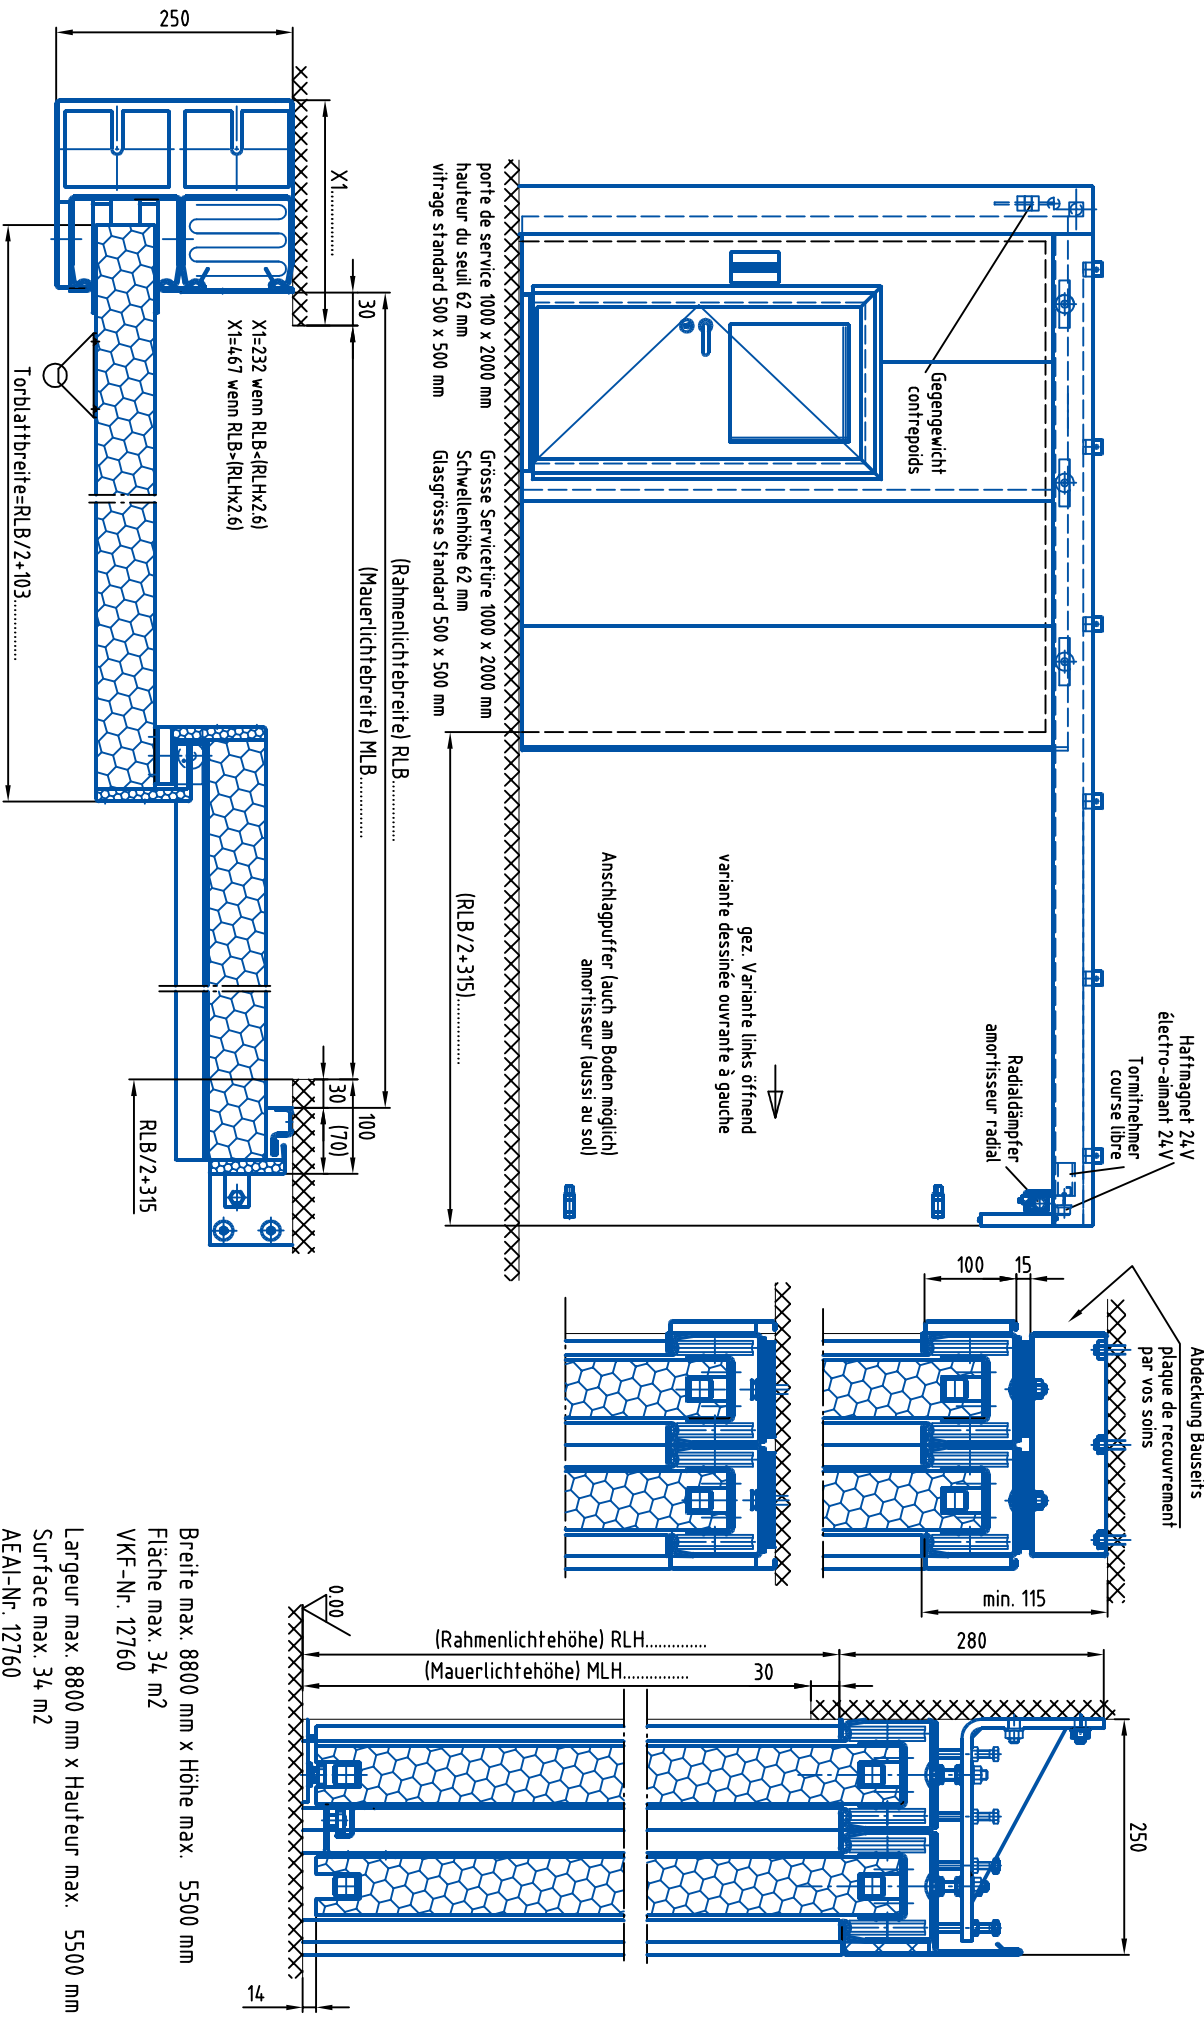 Haftmagnet 24V
électro-aimant 24V
Tormitnehmer
course libre
Radialdämpfer
amortisseur radial
Gegengewicht
contrepoids
gez. Variante links öffnend
variante dessinée ouvrante à gauche
Anschlagpuffer (auch am Boden möglich)
amortisseur (aussi au sol)
(RLB/2+315)..............
porte de service 1000 x 2000 mm
hauteur du seuil 62 mm
vitrage standard 500 x 500 mm
Grösse Servicetüre 1000 x 2000 mm
Schwellenhöhe 62 mm
Glasgrösse Standard 500 x 500 mm
Abdeckung Bauseits
plaque de recouvrement
par vos soins
100
15
min. 115
250
X1............
30
(Rahmenlichtebreite) RLB..............
(Mauerlichtebreite) MLB..............
X1=232 wenn RLB<(RLHx2.6)
X1=467 wenn RLB>(RLHx2.6)
Torblattbreite=RLB/2+103..............
100
30
(70)
RLB/2+315
280
250
(Rahmenlichtehöhe) RLH..............
(Mauerlichtehöhe) MLH..............
30
0.00
14
Breite max. 8800 mm x Höhe max. 5500 mm
Fläche max. 34 m2
VKF-Nr. 12760
Largeur max. 8800 mm x Hauteur max. 5500 mm
Surface max. 34 m2
AEAI-Nr. 12760